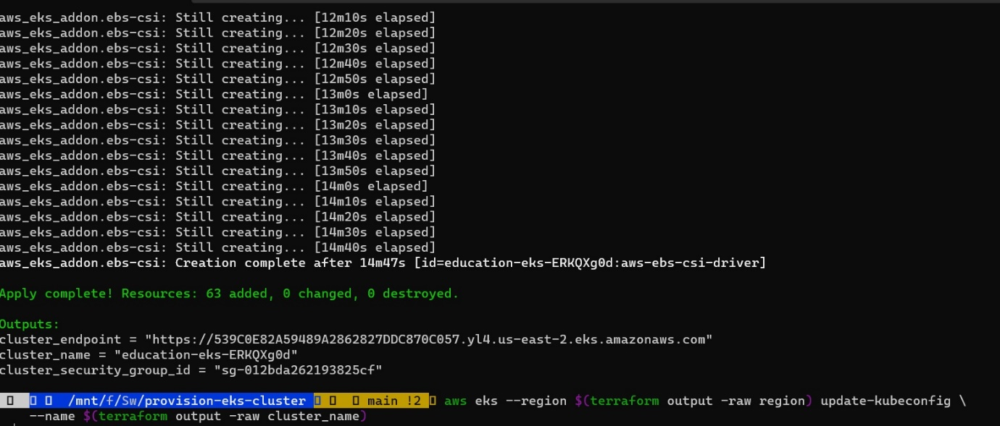 aws_eks_addon.ebs-csi: Still creating... [12m10s elapsed]
aws_eks_addon.ebs-csi: Still creating... [12m20s elapsed]
aws_eks_addon.ebs-csi: Still creating... [12m30s elapsed]
aws_eks_addon.ebs-csi: Still creating... [12m40s elapsed]
aws_eks_addon.ebs-csi: Still creating... [12m50s elapsed]
aws_eks_addon.ebs-csi: Still creating... [13m0s elapsed]
aws_eks_addon.ebs-csi: Still creating... [13m10s elapsed]
aws_eks_addon.ebs-csi: Still creating... [13m20s elapsed]
aws_eks_addon.ebs-csi: Still creating... [13m30s elapsed]
aws_eks_addon.ebs-csi: Still creating... [13m40s elapsed]
aws_eks_addon.ebs-csi: Still creating... [13m50s elapsed]
aws_eks_addon.ebs-csi: Still creating... [14m0s elapsed]
aws_eks_addon.ebs-csi: Still creating... [14m10s elapsed]
aws_eks_addon.ebs-csi: Still creating... [14m20s elapsed]
aws_eks_addon.ebs-csi: Still creating... [14m30s elapsed]
aws_eks_addon.ebs-csi: Still creating... [14m40s elapsed]
aws_eks_addon.ebs-csi: Creation complete after 14m47s [id=education-eks-ERKQXg0d:aws-ebs-csi-driver]
Apply complete! Resources: 63 added, 0 changed, 0 destroyed.
Outputs:
cluster_endpoint = "https://539C0E82A59489A2862827DDC870C057.yl4.us-east-2.eks.amazonaws.com"
cluster_name = "education-eks-ERKQXg0d"
cluster_security_group_id = "sg-012bda262193825cf"
/mnt/f/Sw/provision-eks-cluster main !2 aws eks --region $(terraform output -raw region) update-kubeconfig \
--name $(terraform output -raw cluster_name)